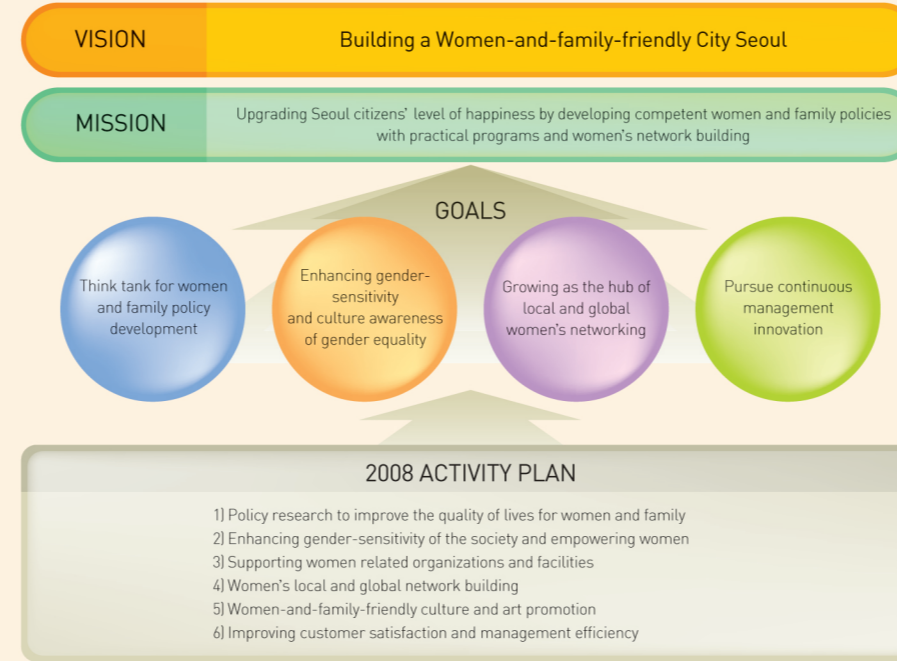 VISION
Building a Women-and-family-friendly City Seoul
MISSION
Upgrading Seoul citizens' level of happiness by developing competent women and family policies
with practical programs and women's network building
GOALS
Think tank for women
and family policy
development
Enhancing gender-
sensitivity
and culture awareness
of gender equality
Growing as the hub of
local and global
women's networking
Pursue continuous
management
innovation
2008 ACTIVITY PLAN
1) Policy research to improve the quality of lives for women and family
2) Enhancing gender-sensitivity of the society and empowering women
3) Supporting women related organizations and facilities
4) Women's local and global network building
5) Women-and-family-friendly culture and art promotion
6) Improving customer satisfaction and management efficiency